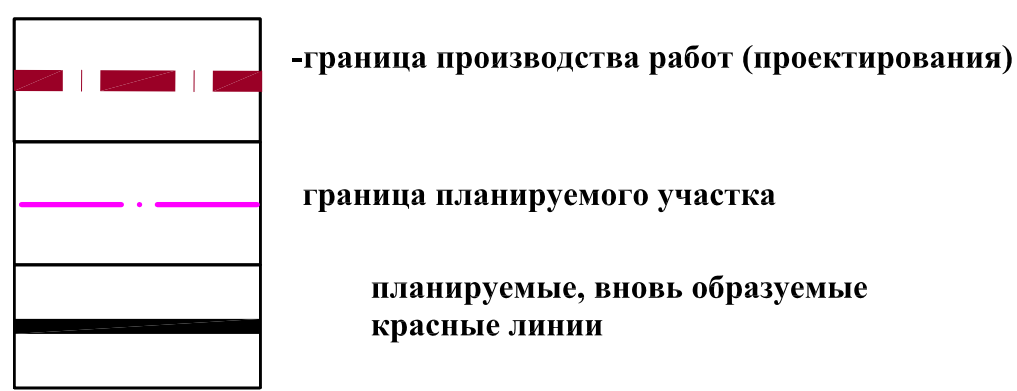 -граница производства работ (проектирования)
граница планируемого участка
планируемые, вновь образуемые
красные линии